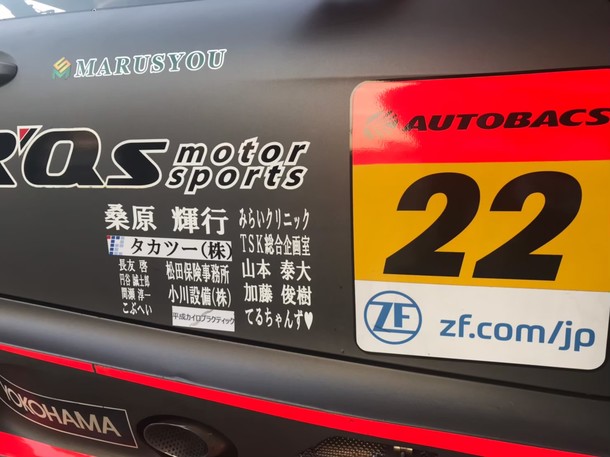 MARUSYOU
R'Qs motor sports
桑原 輝行
みらいクリニック
タカツー(株)
TSK総合企画室
長友 啓
松田保険事務所
山本 泰大
円谷 誠士郎
小川設備(株)
加藤 俊樹
間瀬 淳一
こぶへい
平成カイロプラクティック
てるちゃんず♥
AUTOBACS
22
ZF
zf.com/jp
YOKOHAMA